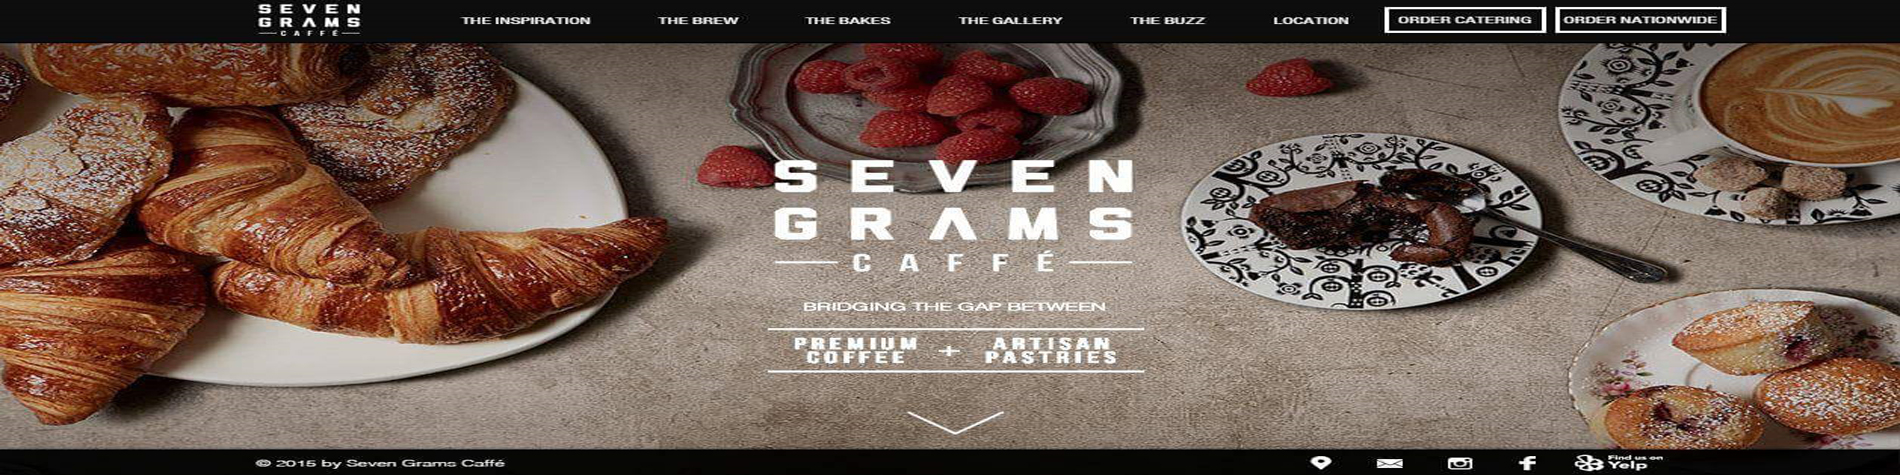 SEVEN
GRAMS
CAFFÉ
THE INSPIRATION THE BREW THE BAKES THE GALLERY THE BUZZ LOCATION ORDER CATERING ORDER NATIONWIDE
SEVEN
GRAMS
CAFFÉ
BRIDGING THE GAP BETWEEN
PREMIUM
COFFEE
+
ARTISAN
PASTRIES
© 2015 by Seven Grams Caffé
Find us on
Yelp